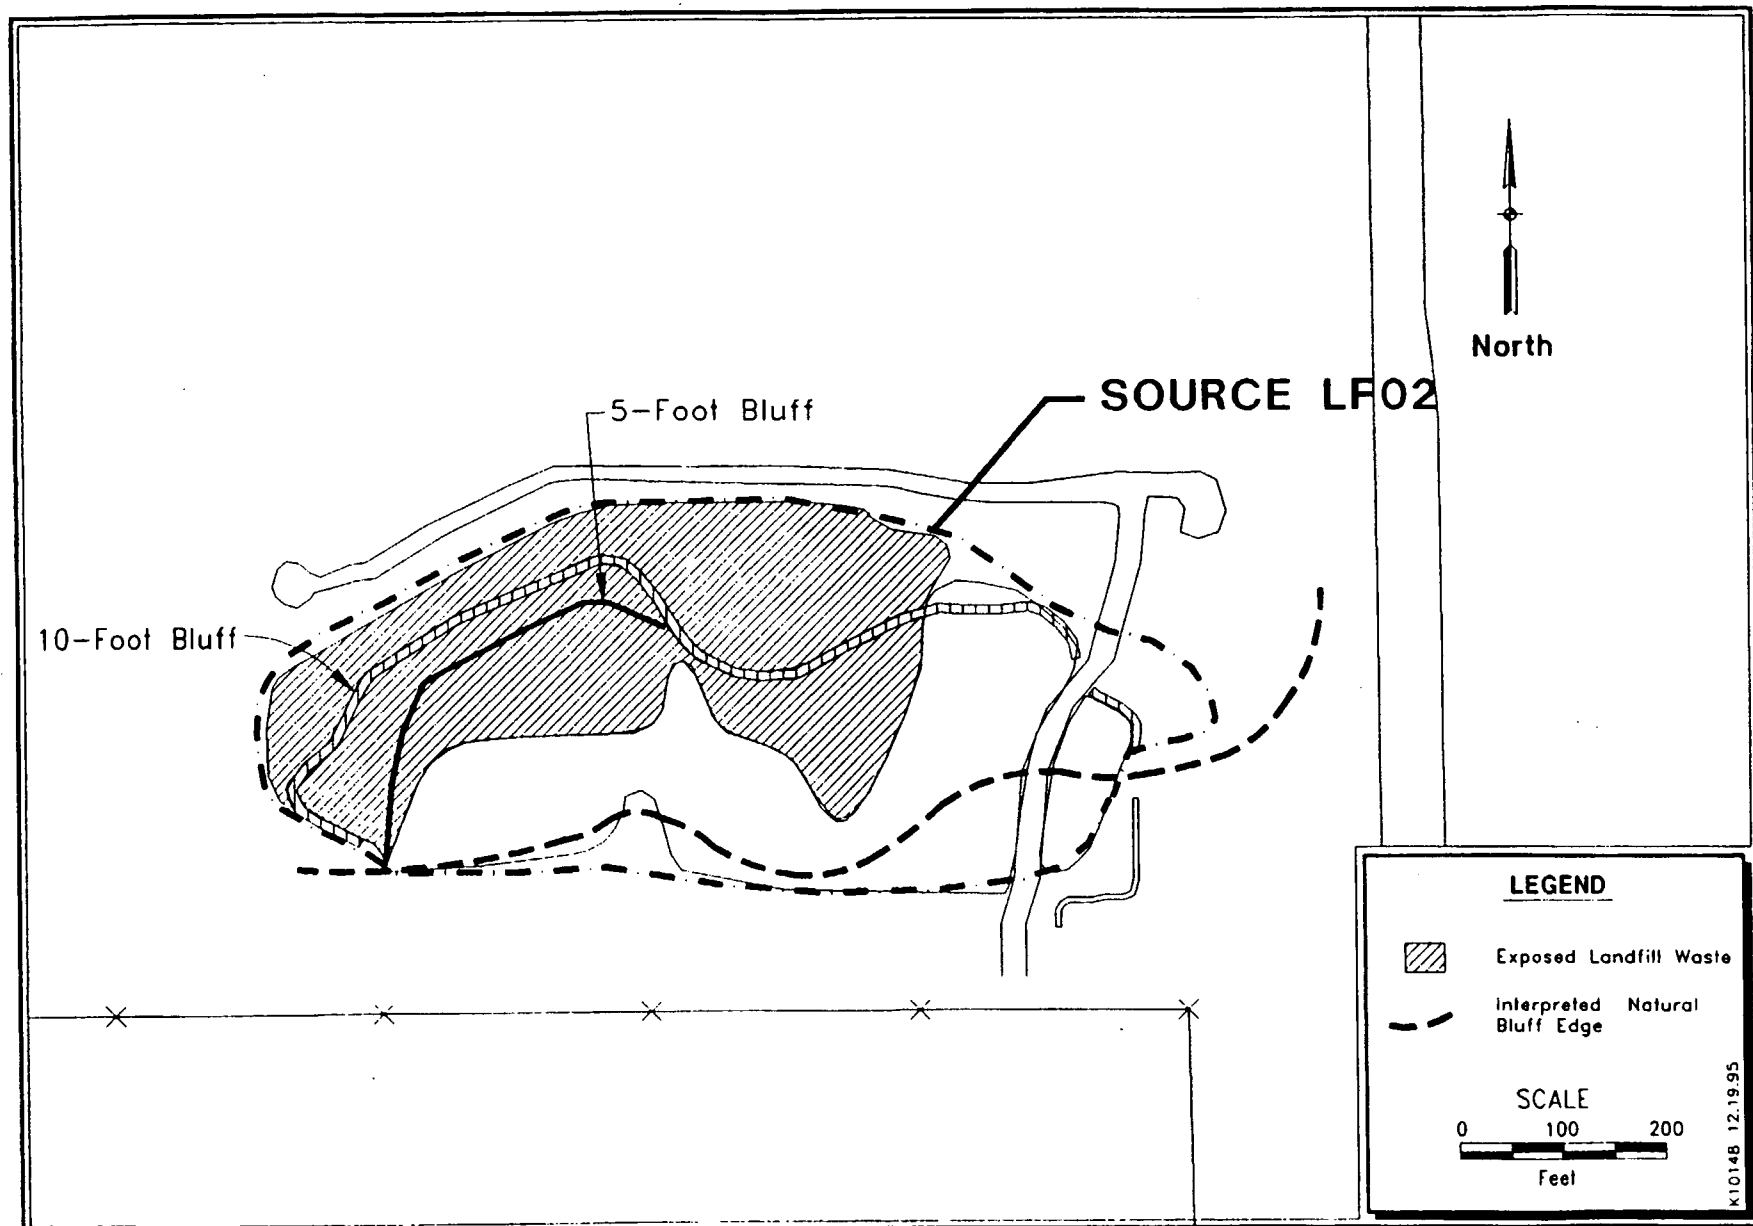 North
SOURCE LF02
5-Foot Bluff
10-Foot Bluff
LEGEND
Exposed Landfill Waste
Interpreted Natural
Bluff Edge
SCALE
0 100 200
Feet
K10148 12.19.95